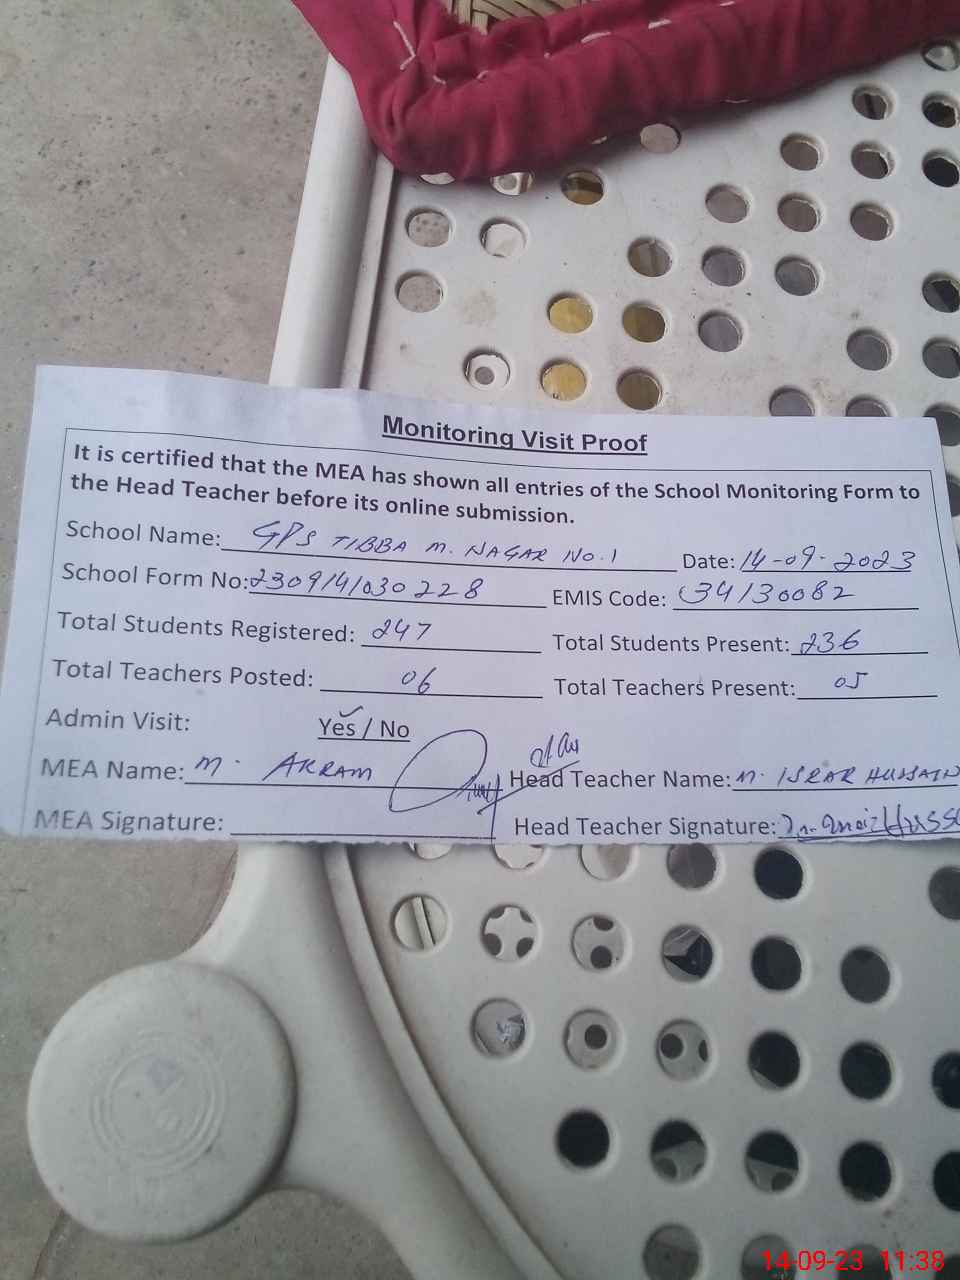 Monitoring Visit Proof
It is certified that the MEA has shown all entries of the School Monitoring Form to
the Head Teacher before its online submission.
School Name: GPS TIBBA M. NAGAR NO.1 Date: 14-09-2023
School Form No: 2309141030228 EMIS Code: 34130082
Total Students Registered: 247 Total Students Present: 236
Total Teachers Posted: 06 Total Teachers Present: 05
Admin Visit: Yes / No
MEA Name: M. AKRAM Head Teacher Name: M. ISRAR HUSSAIN
MEA Signature: Head Teacher Signature:
14-09-23 11:38